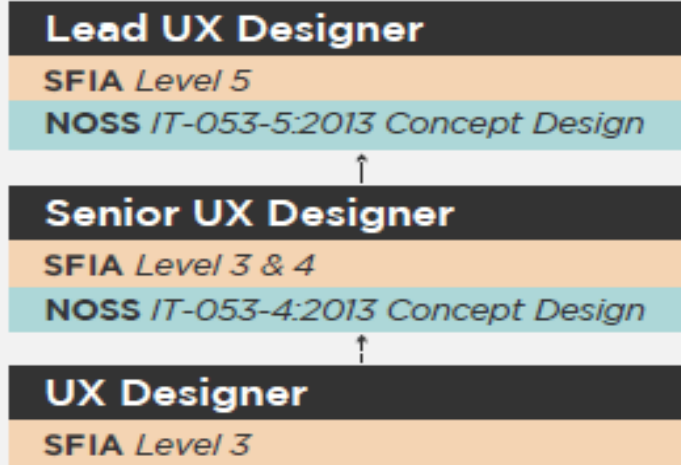 Lead UX Designer
SFIA Level 5
NOSS IT-053-5:2013 Concept Design
Senior UX Designer
SFIA Level 3 & 4
NOSS IT-053-4:2013 Concept Design
UX Designer
SFIA Level 3